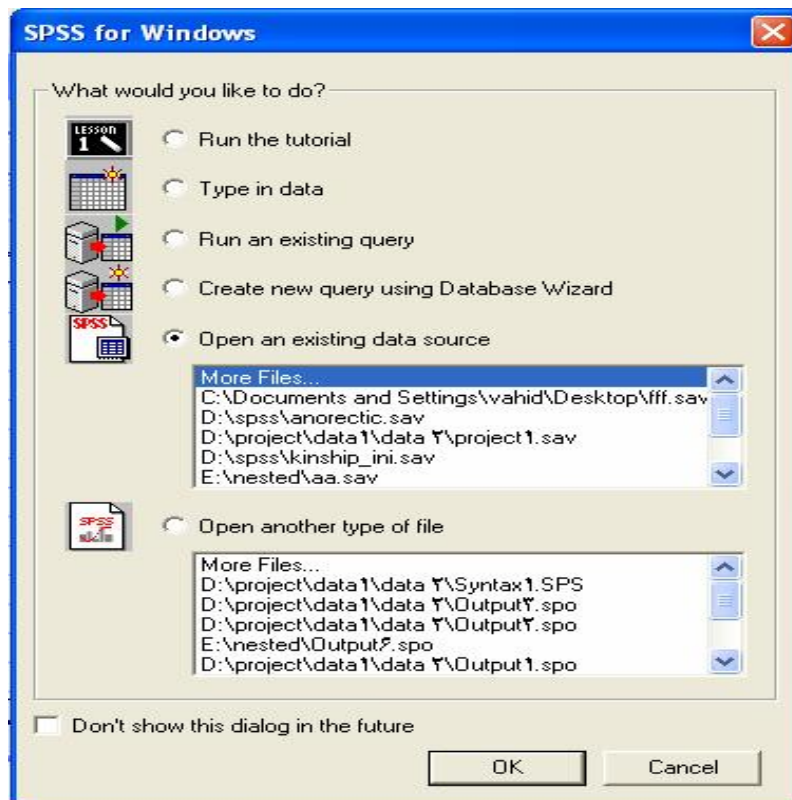 SPSS for Windows
What would you like to do?
LESSON
1
Run the tutorial
Type in data
Run an existing query
Create new query using Database Wizard
SPSS
Open an existing data source
More Files...
C:\Documents and Settings\vahid\Desktop\fff.sav
D:\spss\anorectic.sav
D:\project\data۱\data ۲\project۱.sav
D:\spss\kinship_ini.sav
E:\nested\aa.sav
SPSS
Open another type of file
More Files...
D:\project\data۱\data ۲\Syntax۱.SPS
D:\project\data۱\data ۲\Output۳.spo
D:\project\data۱\data ۲\Output۲.spo
E:\nested\Output۶.spo
D:\project\data۱\data ۲\Output۱.spo
Don't show this dialog in the future
OK
Cancel